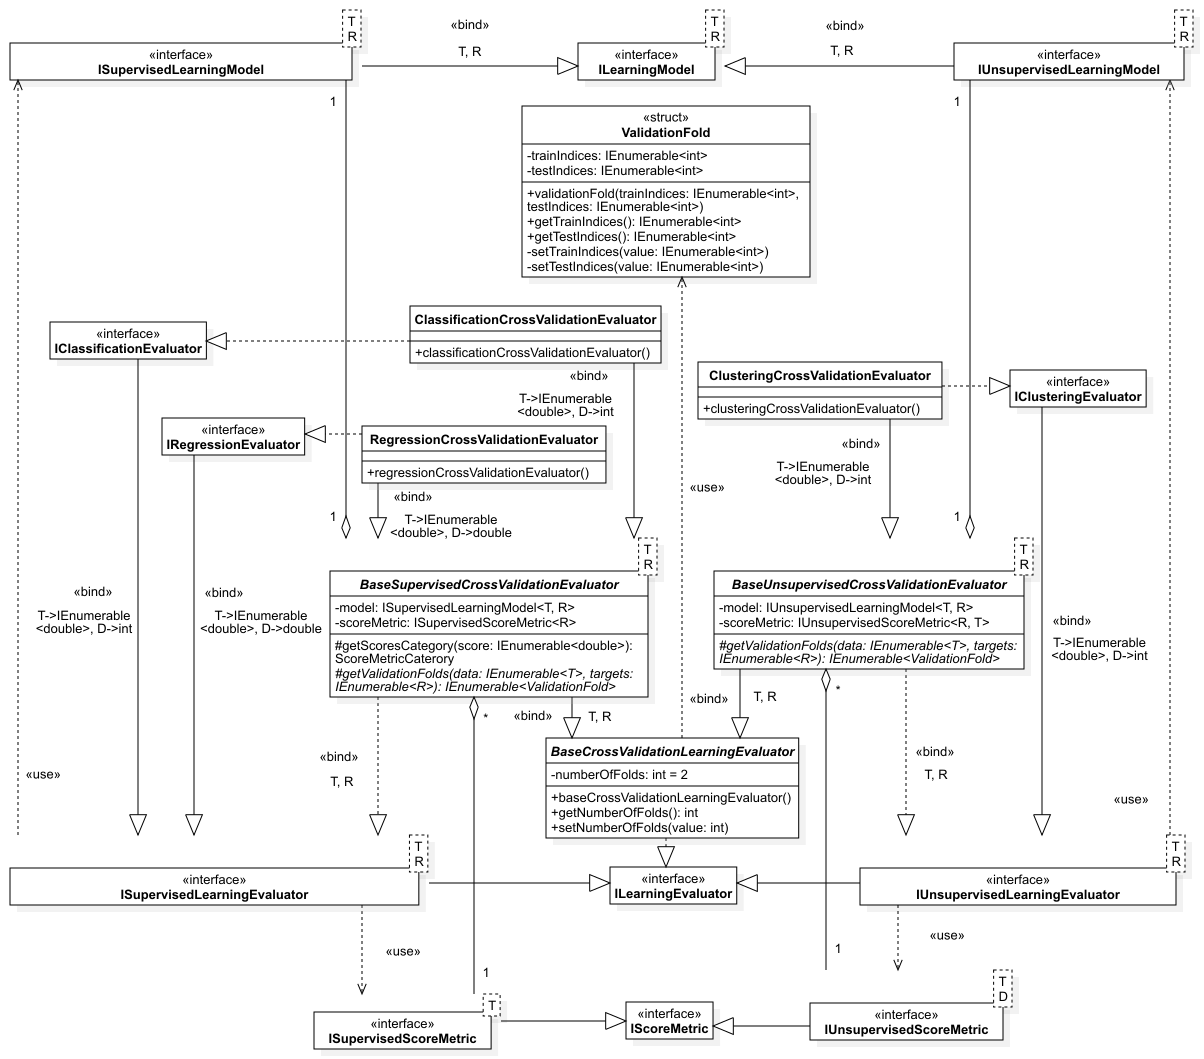 T
R
«interface»
ISupervisedLearningModel
«bind»
T, R
T
R
«interface»
ILearningModel
«bind»
T, R
T
R
«interface»
IUnsupervisedLearningModel
1
1
«struct»
ValidationFold
-trainIndices: IEnumerable<int>
-testIndices: IEnumerable<int>
+validationFold(trainIndices: IEnumerable<int>,
testIndices: IEnumerable<int>)
+getTrainIndices(): IEnumerable<int>
+getTestIndices(): IEnumerable<int>
-setTrainIndices(value: IEnumerable<int>)
-setTestIndices(value: IEnumerable<int>)
«interface»
IClassificationEvaluator
ClassificationCrossValidationEvaluator
+classificationCrossValidationEvaluator()
«bind»
T->IEnumerable
<double>, D->int
ClusteringCrossValidationEvaluator
+clusteringCrossValidationEvaluator()
«interface»
IClusteringEvaluator
«interface»
IRegressionEvaluator
RegressionCrossValidationEvaluator
+regressionCrossValidationEvaluator()
«bind»
T->IEnumerable
<double>, D->int
«use»
«bind»
T->IEnumerable
<double>, D->double
1
1
T
R
BaseSupervisedCrossValidationEvaluator
-model: ISupervisedLearningModel<T, R>
-scoreMetric: ISupervisedScoreMetric<R>
#getScoresCategory(score: IEnumerable<double>):
ScoreMetricCaterory
#getValidationFolds(data: IEnumerable<T>, targets:
IEnumerable<R>): IEnumerable<ValidationFold>
T
R
BaseUnsupervisedCrossValidationEvaluator
-model: IUnsupervisedLearningModel<T, R>
-scoreMetric: IUnsupervisedScoreMetric<R, T>
#getValidationFolds(data: IEnumerable<T>, targets:
IEnumerable<R>): IEnumerable<ValidationFold>
«bind»
T->IEnumerable
<double>, D->int
«bind»
T->IEnumerable
<double>, D->double
«bind»
T->IEnumerable
<double>, D->int
*
«bind»
T, R
«bind»
T, R
*
BaseCrossValidationLearningEvaluator
-numberOfFolds: int = 2
+baseCrossValidationLearningEvaluator()
+getNumberOfFolds(): int
+setNumberOfFolds(value: int)
«use»
«bind»
T, R
«bind»
T, R
«use»
T
R
«interface»
ISupervisedLearningEvaluator
«interface»
ILearningEvaluator
T
R
«interface»
IUnsupervisedLearningEvaluator
«use»
1
1
«use»
T
«interface»
ISupervisedScoreMetric
«interface»
IScoreMetric
T
D
«interface»
IUnsupervisedScoreMetric